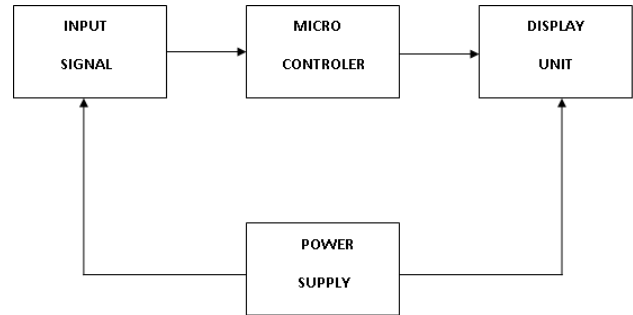 INPUT
SIGNAL
MICRO
CONTROLER
DISPLAY
UNIT
POWER
SUPPLY